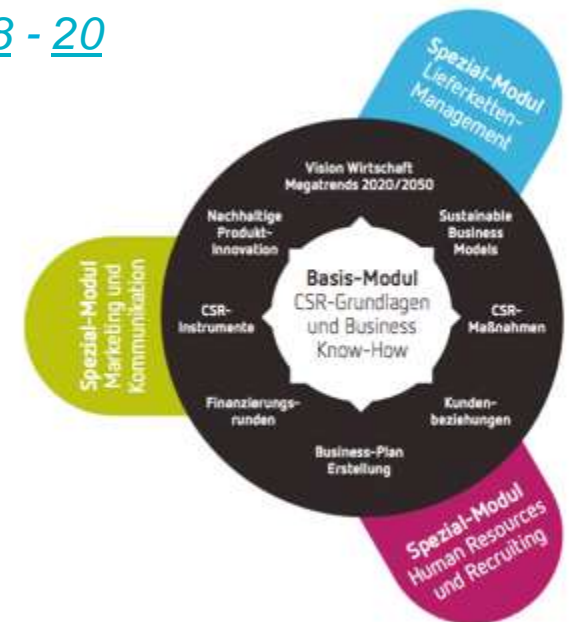 8 - 20
Spezial-Modul
Lieferketten-
Management
Vision Wirtschaft
Megatrends 2020/2050
Nachhaltige
Produkt-
Innovation
Sustainable
Business
Models
Spezial-Modul
Marketing und
Kommunikation
Basis-Modul
CSR-Grundlagen
und Business
Know-How
CSR-
Instrumente
CSR-
Maßnahmen
Finanzierungs-
runden
Kunden-
beziehungen
Business-Plan
Erstellung
Spezial-Modul
Human Resources
und Recruiting